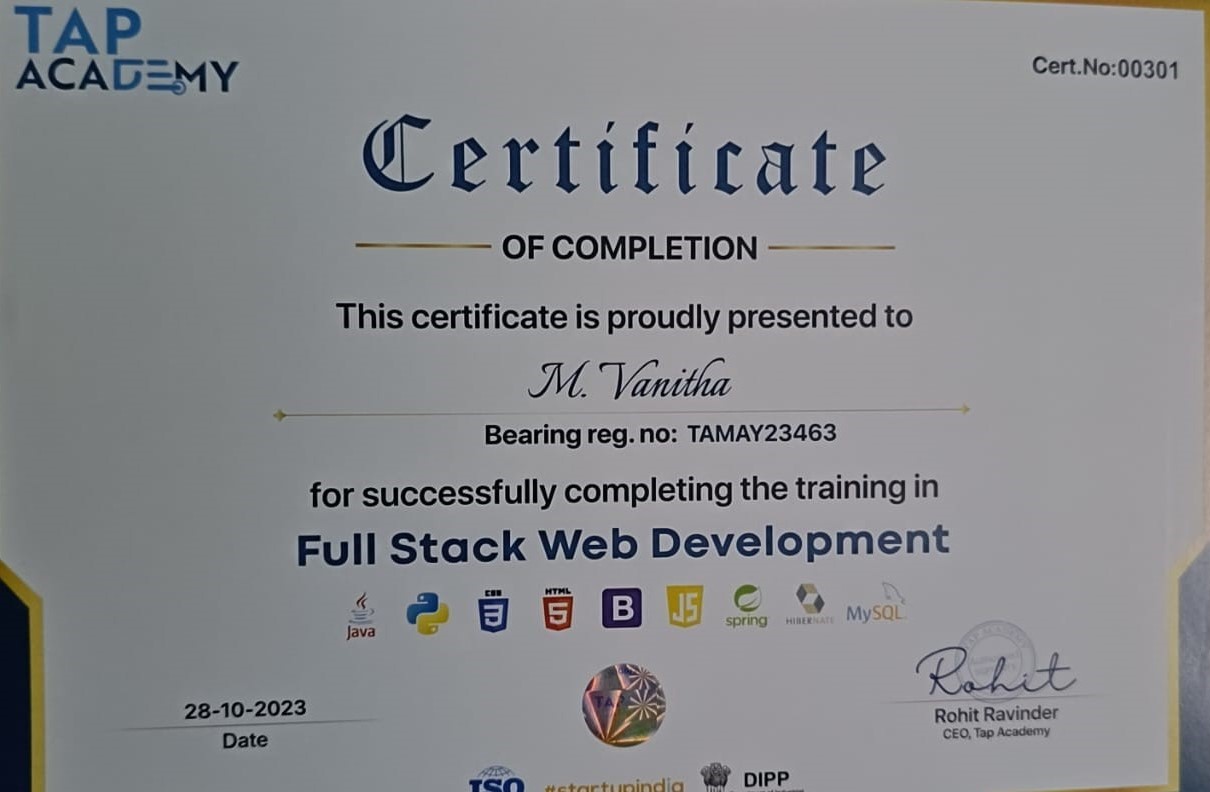 TAP
ACADEMY
Cert.No:00301
Certificate
OF COMPLETION
This certificate is proudly presented to
M. Vanitha
Bearing reg. no: TAMAY23463
for successfully completing the training in
Full Stack Web Development
Java
CSS
3
HTML
5
B
JS
spring
HIBERNATE
MySQL
TAP
Rohit
28-10-2023
Date
Rohit Ravinder
CEO, Tap Academy
ISO
#startupindia
DIPP